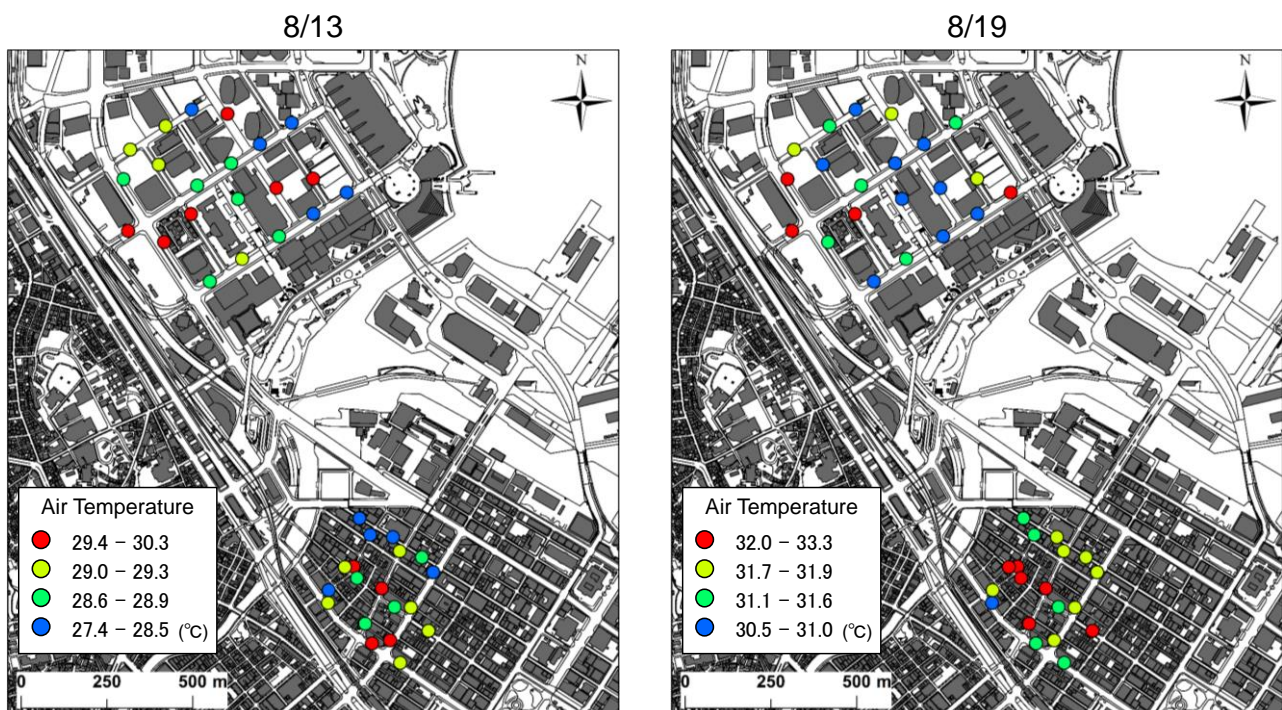 8/13
N
Air Temperature
29.4 – 30.3
29.0 – 29.3
28.6 – 28.9
27.4 – 28.5 (℃)
0 250 500 m
8/19
N
Air Temperature
32.0 – 33.3
31.7 – 31.9
31.1 – 31.6
30.5 – 31.0 (℃)
0 250 500 m